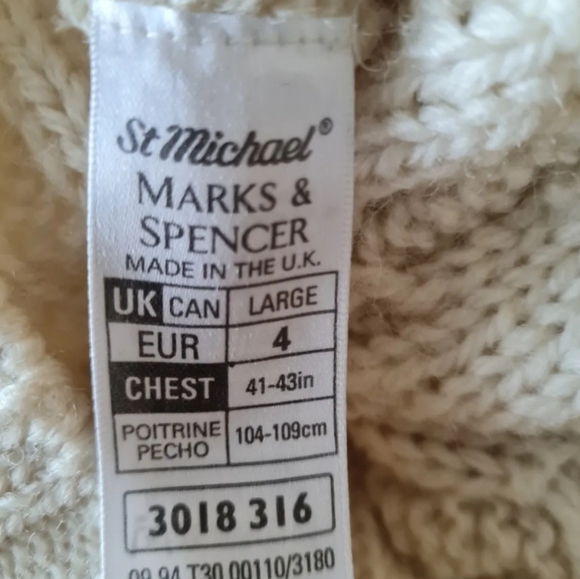 St Michael®
MARKS &
SPENCER
MADE IN THE U.K.
UK CAN LARGE
EUR 4
CHEST 41-43in
POITRINE
PECHO 104-109cm
3018 316
09 94 T30 00110/3180